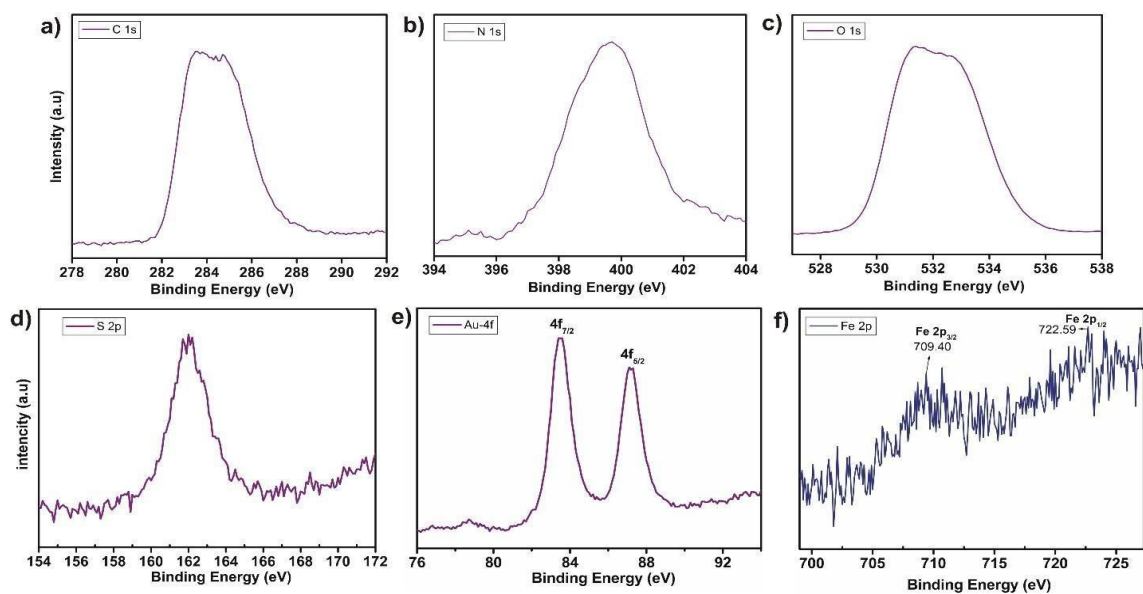 a)
C 1s
Intensity (a.u)
278 280 282 284 286 288 290 292
Binding Energy (eV)
b)
N 1s
394 396 398 400 402 404
Binding Energy (eV)
c)
O 1s
528 530 532 534 536 538
Binding Energy (eV)
d)
S 2p
intencity (a.u)
154 156 158 160 162 164 166 168 170 172
Binding Energy (eV)
e)
Au-4f
4f7/2
4f5/2
76 80 84 88 92
Binding Energy (eV)
f)
Fe 2p
Fe 2p3/2
709.40
Fe 2p1/2
722.59
700 705 710 715 720 725
Binding Energy (eV)